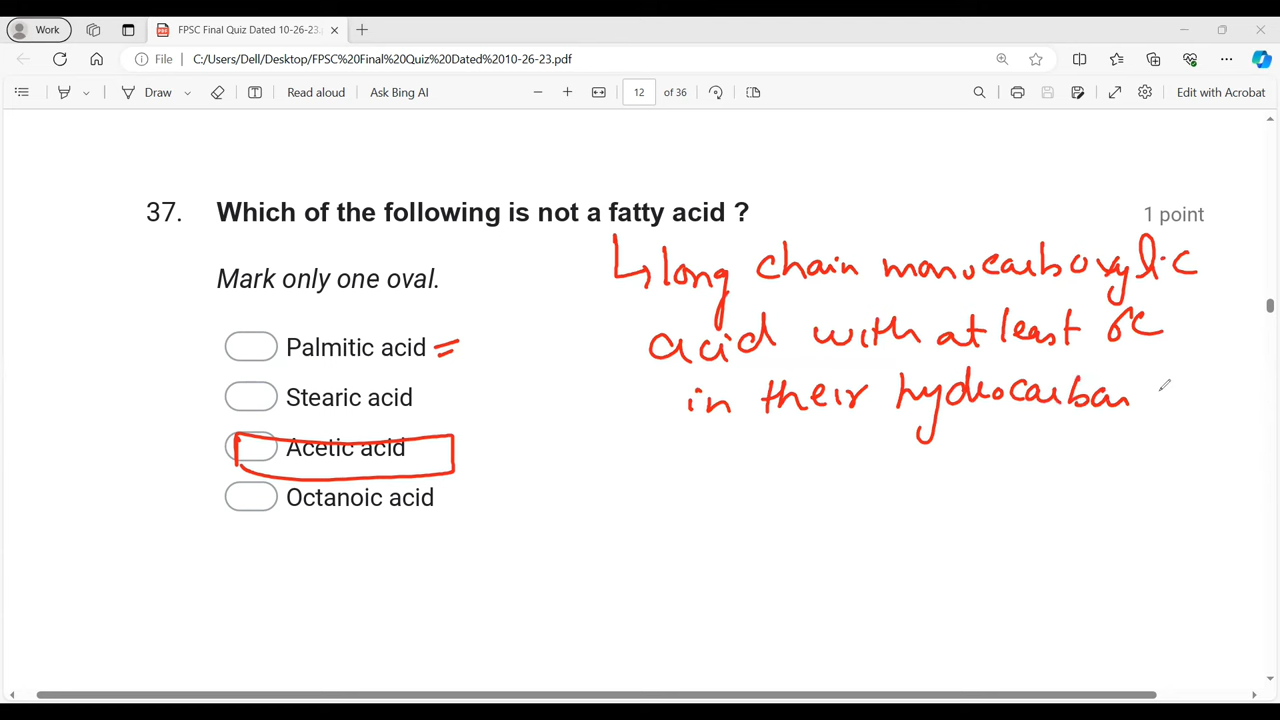 Work
FPSC Final Quiz Dated 10-26-23.
File
C:/Users/Dell/Desktop/FPSC%20Final%20Quiz%20Dated%2010-26-23.pdf
Draw
Read aloud
Ask Bing AI
12 of 36
Edit with Acrobat
37. Which of the following is not a fatty acid ? 1 point
long chain monocarboxylic
Mark only one oval.
acid with at least 6C
Palmitic acid =
in their hydrocarbon
Stearic acid
Acetic acid
Octanoic acid